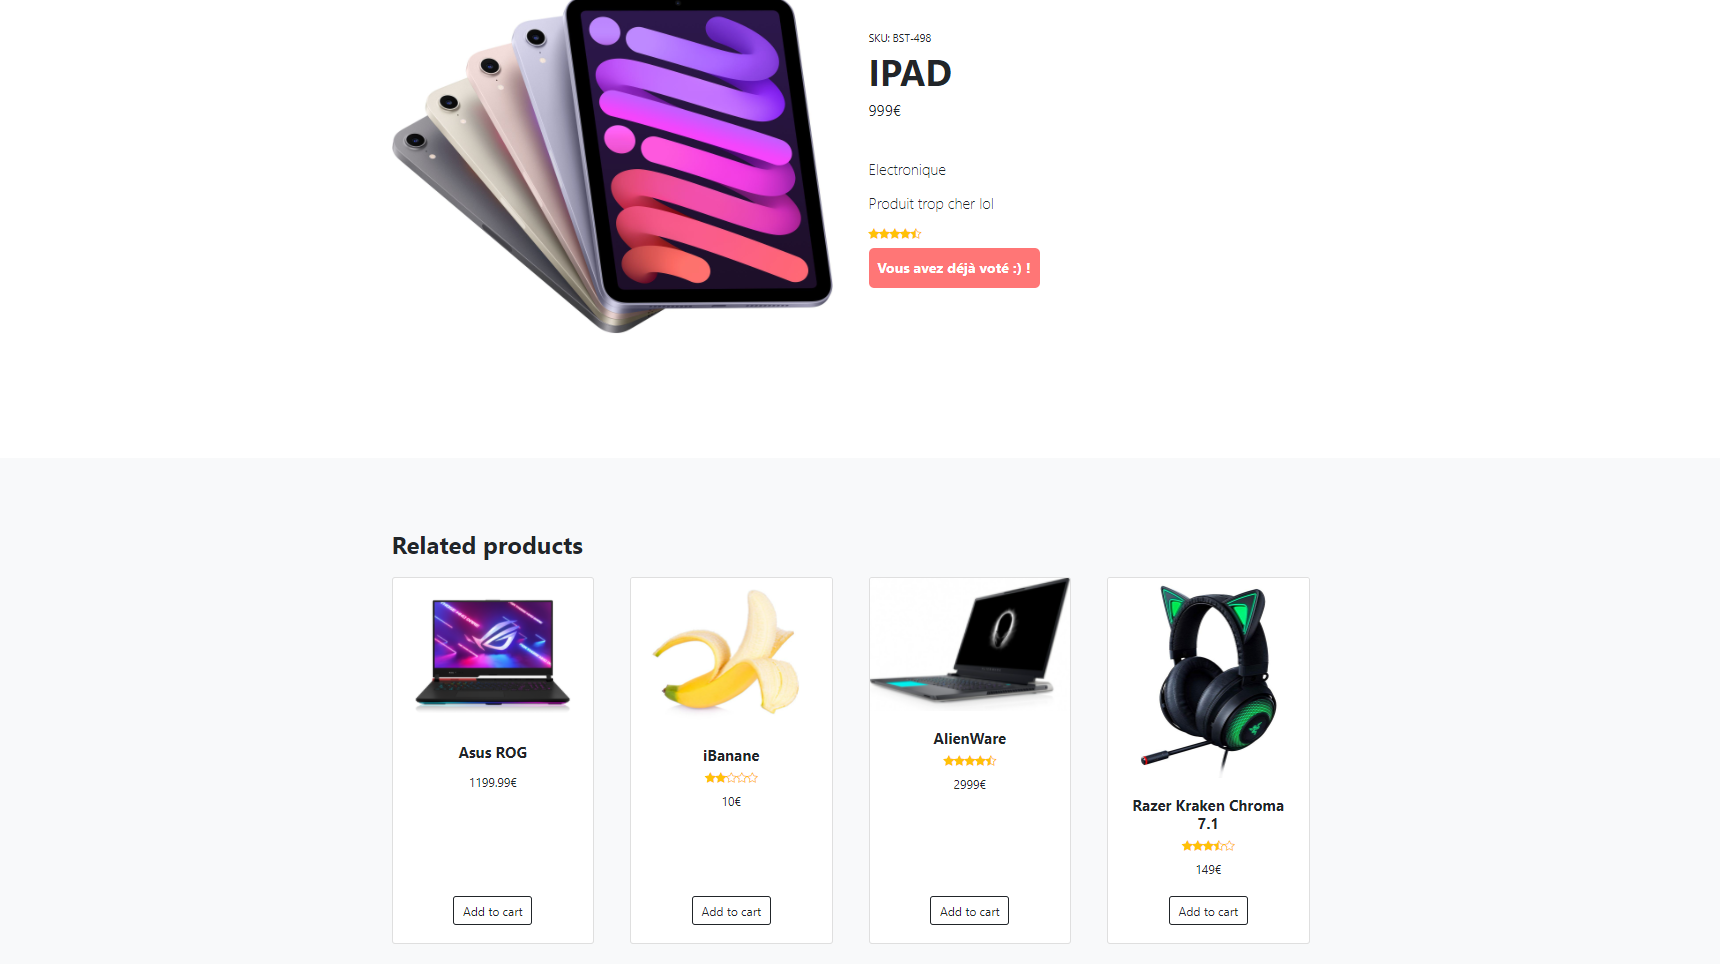 SKU: BST-498
IPAD
999€
Electronique
Produit trop cher lol
Vous avez déjà voté :) !
Related products
Asus ROG
1199.99€
Add to cart
iBanane
10€
Add to cart
AlienWare
2999€
Add to cart
Razer Kraken Chroma
7.1
149€
Add to cart